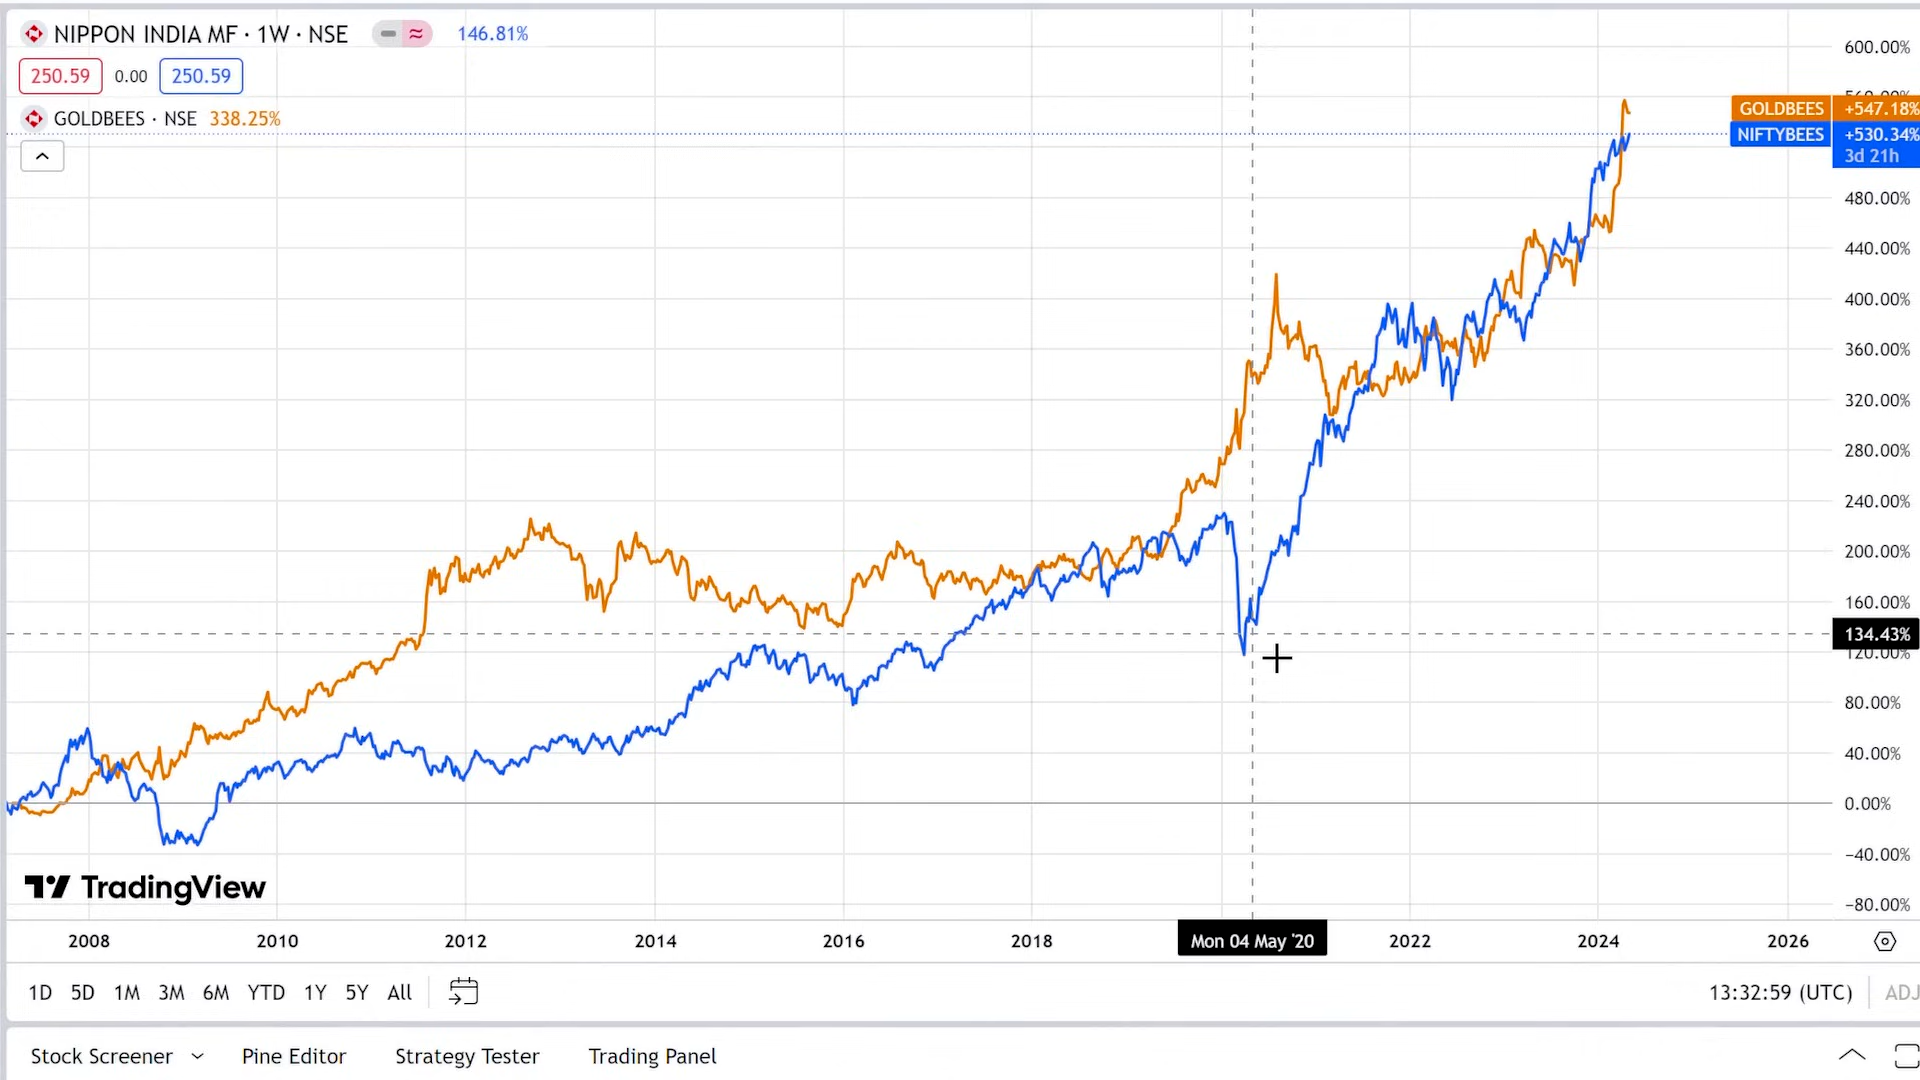 NIPPON INDIA MF · 1W · NSE 146.81%
250.59 0.00 250.59
GOLDBEES · NSE 338.25%
600.00%
GOLDBEES +547.18%
NIFTYBEES +530.34%
3d 21h
480.00%
440.00%
400.00%
360.00%
320.00%
280.00%
240.00%
200.00%
160.00%
134.43%
120.00%
80.00%
40.00%
0.00%
−40.00%
−80.00%
TradingView
2008 2010 2012 2014 2016 2018 Mon 04 May '20 2022 2024 2026
1D 5D 1M 3M 6M YTD 1Y 5Y All 13:32:59 (UTC) ADJ
Stock Screener Pine Editor Strategy Tester Trading Panel